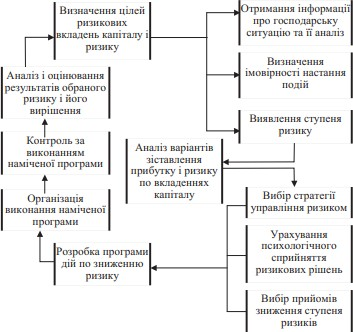 Визначення цілей
ризикових
вкладень капіталу і
ризику
Отримання інформації
про господарську
ситуацію та її аналіз
Визначення
імовірності настання
подій
Виявлення ступеня
ризику
Аналіз варіантів
зіставлення
прибутку і ризику
по вкладеннях
капіталу
Вибір стратегії
управління ризиком
Урахування
психологічного
сприйняття
ризикових рішень
Вибір прийомів
зниження ступеня
ризиків
Розробка програми
дій по зниженню
ризику
Організація
виконання наміченої
програми
Контроль за
виконанням
наміченої програми
Аналіз і оцінювання
результатів обраного
ризику і його
вирішення